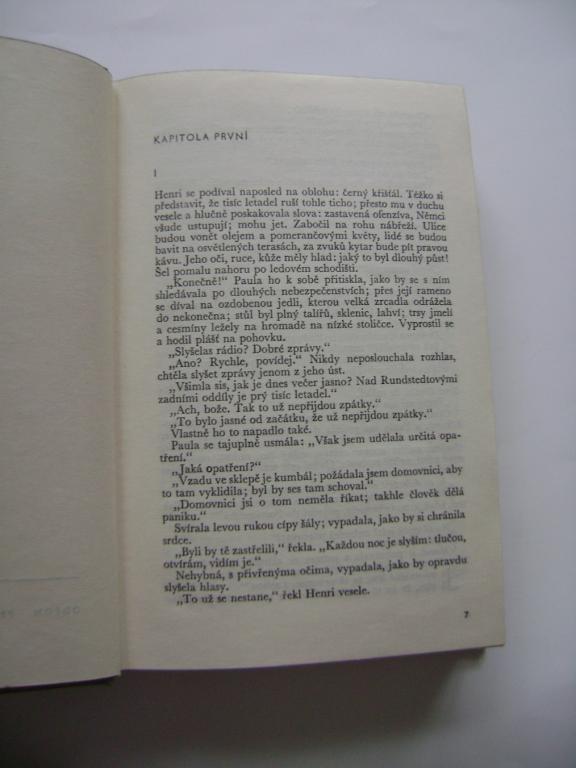 KAPITOLA PRVNÍ
I
Henri se podíval naposled na oblohu: černý křišťál. Těžko si
představit, že tisíc letadel ruší tohle ticho; přesto mu v duchu
vesele a hlučně poskakovala slova: zastavená ofenzíva, Němci
všude ustupují; mohu jet. Zabočil na rohu nábřeží. Ulice
budou vonět olejem a pomerančovými květy, lidé se budou
bavit na osvětlených terasách, za zvuků kytar bude pít pravou
kávu. Jeho oči, ruce, kůže měly hlad: jaký to byl dlouhý půst!
Šel pomalu nahoru po ledovém schodišti.
„Konečně!“ Paula ho k sobě přitiskla, jako by se s ním
shledávala po dlouhých nebezpečenstvích; přes její rameno
se díval na ozdobenou jedli, kterou velká zrcadla odrážela
do nekonečna; stůl byl plný talířů, sklenic, lahví; trsy jmelí
a cesmíny ležely na hromadě na nízké stoličce. Vyprostil se
a hodil plášť na pohovku.
„Slyšelas rádio? Dobré zprávy.“
„Ano? Rychle, povídej.“ Nikdy neposlouchala rozhlas,
chtěla slyšet zprávy jenom z jeho úst.
„Všimla sis, jak je dnes večer jasno? Nad Rundstedtovými
zadními oddíly je prý tisíc letadel.“
„Ach, bože. Tak to už nepřijdou zpátky.“
„To bylo jasné od začátku, že už nepřijdou zpátky.“
Vlastně ho to napadlo také.
Paula se tajuplně usmála: „Však jsem udělala určitá opa-
tření.“
„Jaká opatření?“
„Vzadu ve sklepě je kumbál; požádala jsem domovnici, aby
to tam vyklidila; byl by ses tam schoval.“
„Domovnici jsi o tom neměla říkat; takhle člověk dělá
paniku.“
Svírala levou rukou cípy šály; vypadala, jako by si chránila
srdce.
„Byli by tě zastřelili,“ řekla. „Každou noc je slyším: tlučou,
otvírám, vidím je.“
Nehybná, s přivřenýma očima, vypadala, jako by opravdu
slyšela hlasy.
„To už se nestane,“ řekl Henri vesele.
7